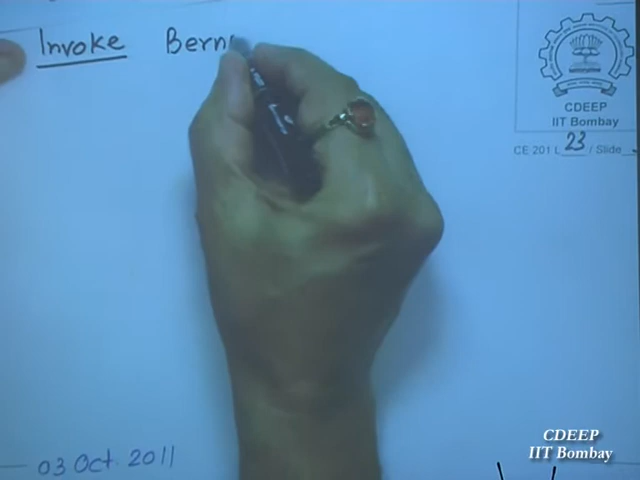 Invoke Bern
CDEEP
IIT Bombay
CE 201 L 23 / Slide
CDEEP
IIT Bombay
03 Oct. 2011